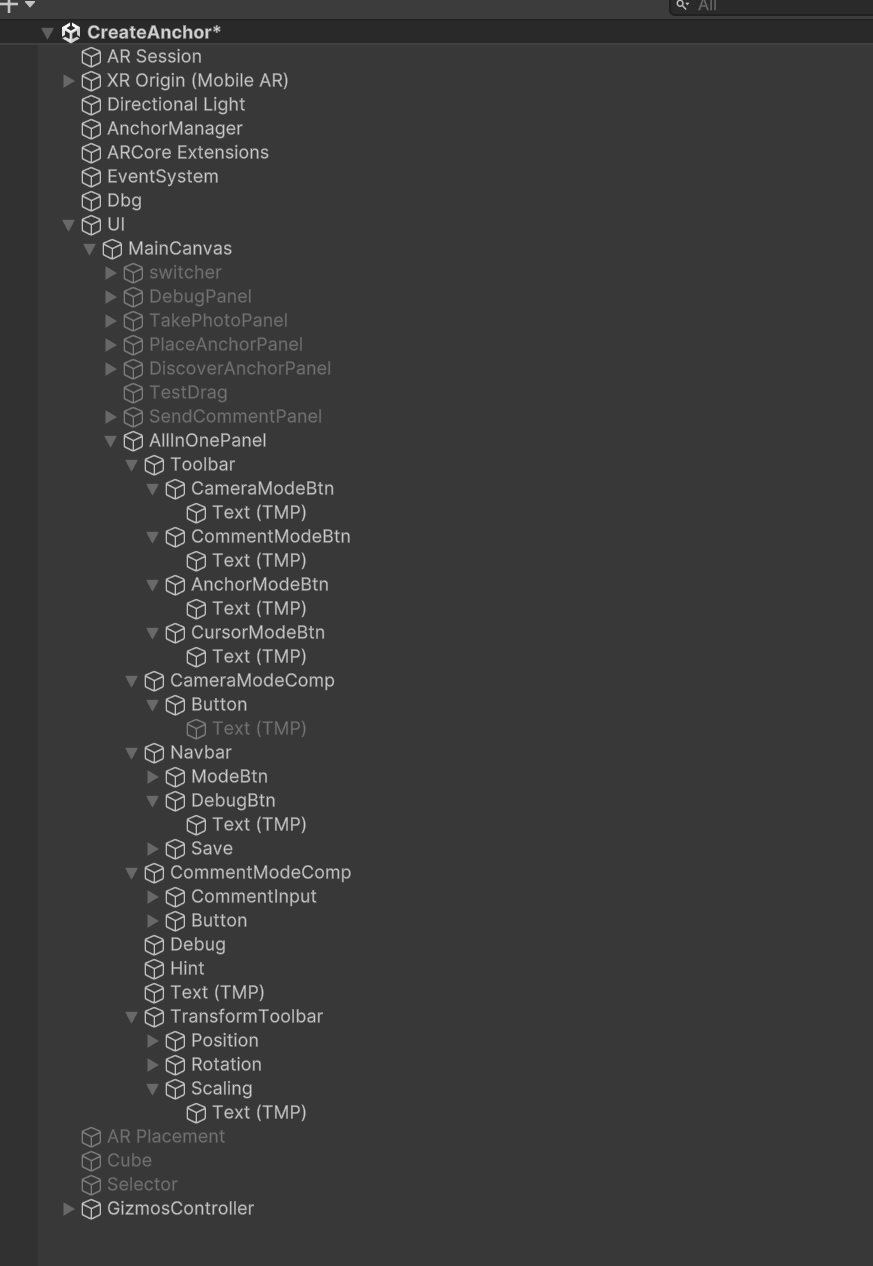 All
CreateAnchor*
AR Session
XR Origin (Mobile AR)
Directional Light
AnchorManager
ARCore Extensions
EventSystem
Dbg
UI
MainCanvas
switcher
DebugPanel
TakePhotoPanel
PlaceAnchorPanel
DiscoverAnchorPanel
TestDrag
SendCommentPanel
AllInOnePanel
Toolbar
CameraModeBtn
Text (TMP)
CommentModeBtn
Text (TMP)
AnchorModeBtn
Text (TMP)
CursorModeBtn
Text (TMP)
CameraModeComp
Button
Text (TMP)
Navbar
ModeBtn
DebugBtn
Text (TMP)
Save
CommentModeComp
CommentInput
Button
Debug
Hint
Text (TMP)
TransformToolbar
Position
Rotation
Scaling
Text (TMP)
AR Placement
Cube
Selector
GizmosController